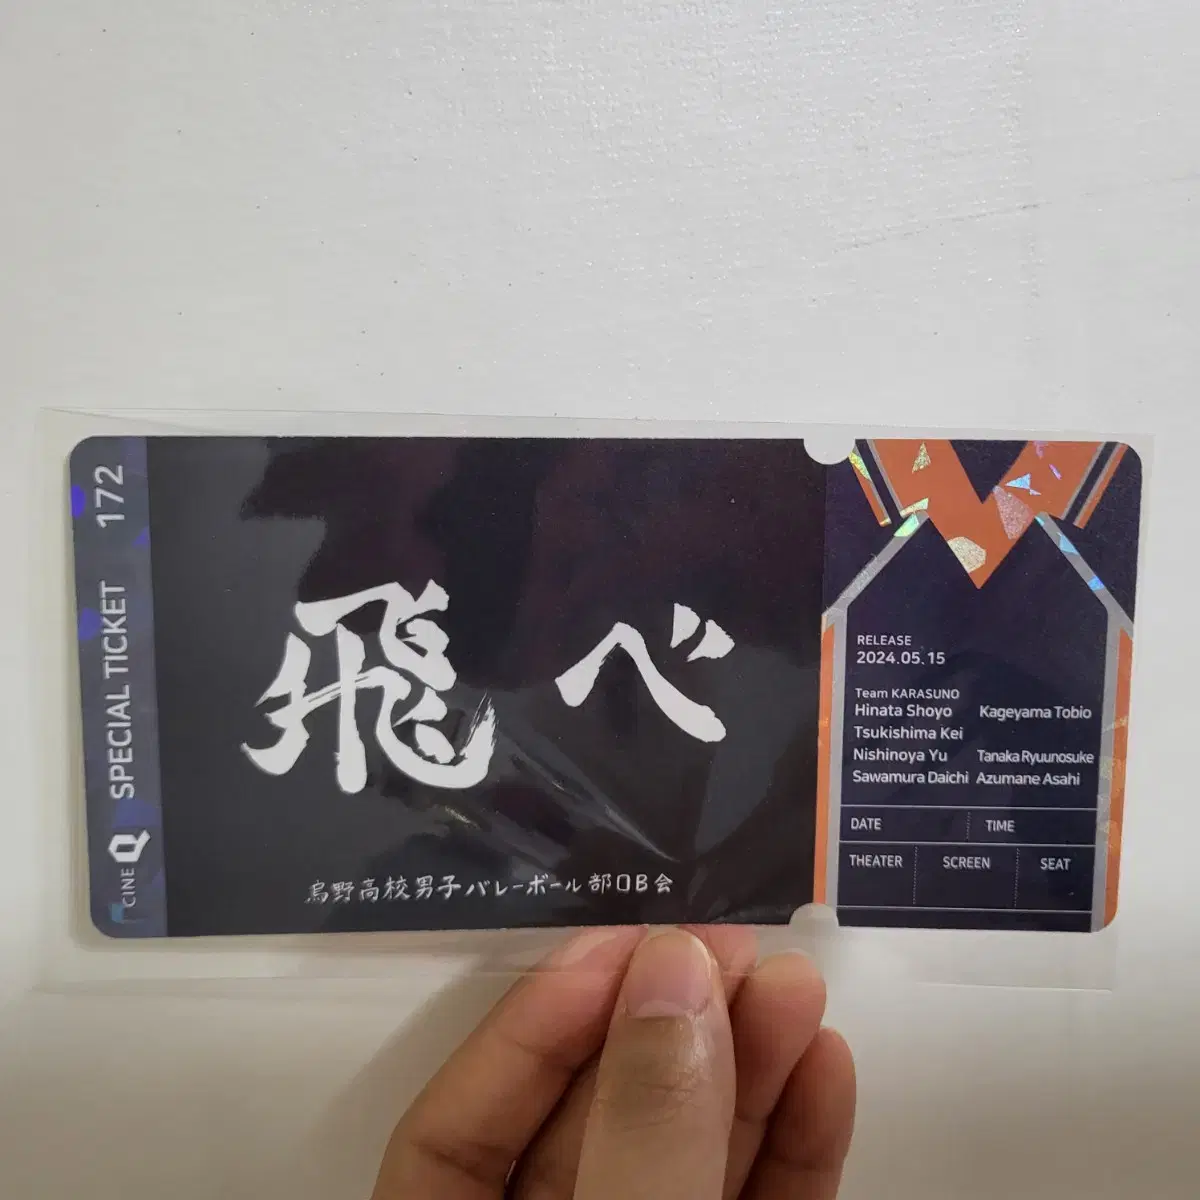 CINE Q SPECIAL TICKET 172
飛べ
烏野高校男子バレーボール部OB会
RELEASE
2024.05.15
Team KARASUNO
Hinata Shoyo Kageyama Tobio
Tsukishima Kei
Nishinoya Yu Tanaka Ryuunosuke
Sawamura Daichi Azumane Asahi
DATE TIME
THEATER SCREEN SEAT